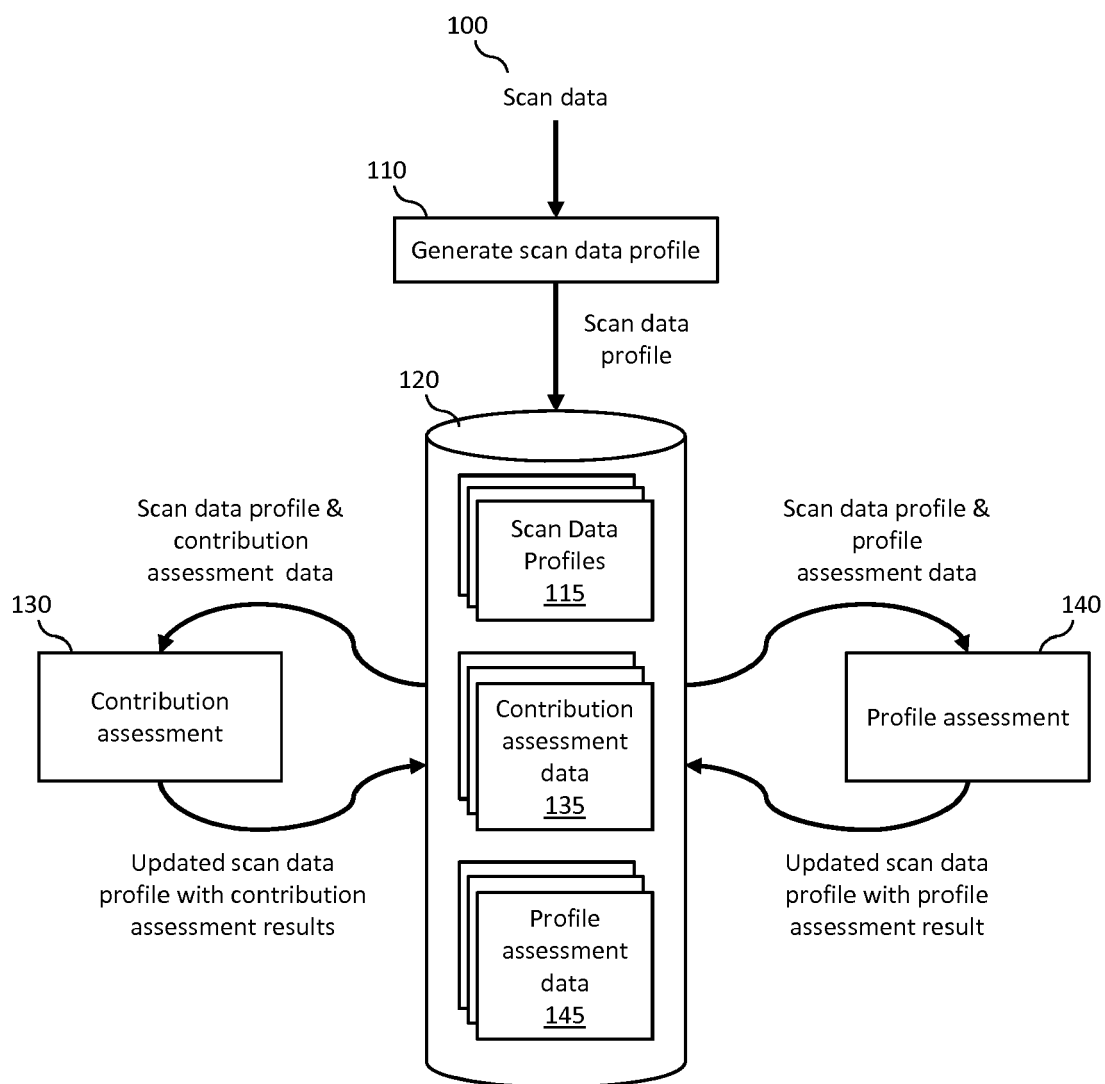 100
Scan data
110
Generate scan data profile
Scan data
profile
120
Scan data profile &
contribution
assessment data
Scan Data
Profiles
115
Scan data profile &
profile
assessment data
130
140
Contribution
assessment
Contribution
assessment
data
135
Profile assessment
Updated scan data
profile with contribution
assessment results
Updated scan data
profile with profile
assessment result
Profile
assessment
data
145